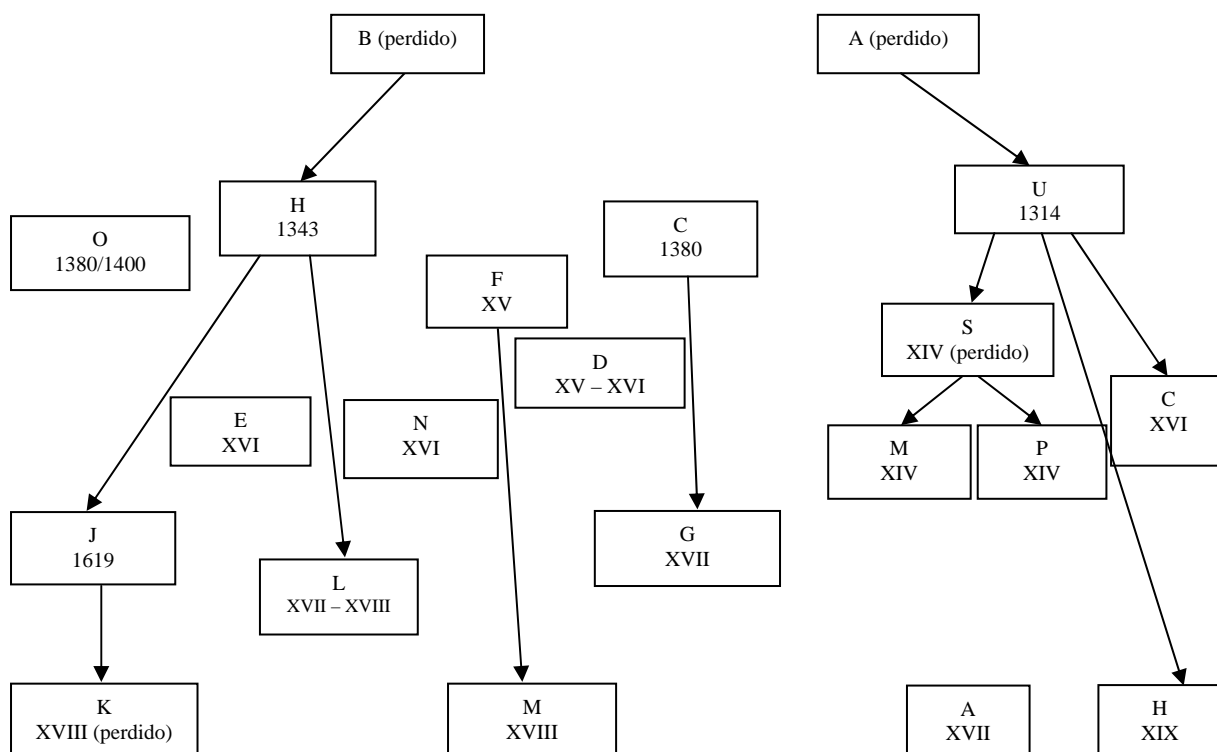 B (perdido)
A (perdido)
H
1343
U
1314
O
1380/1400
C
1380
F
XV
S
XIV (perdido)
D
XV – XVI
C
XVI
E
XVI
N
XVI
M
XIV
P
XIV
J
1619
G
XVII
L
XVII – XVIII
K
XVIII (perdido)
M
XVIII
A
XVII
H
XIX